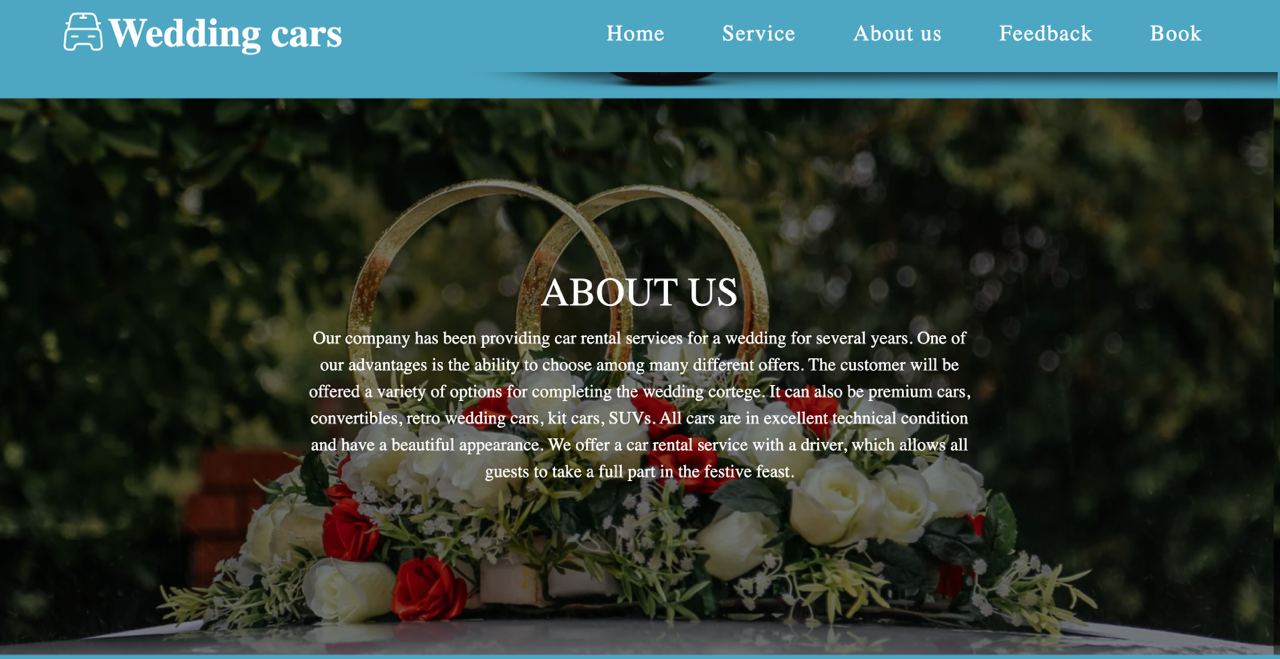 Wedding cars
Home Service About us Feedback Book
ABOUT US
Our company has been providing car rental services for a wedding for several years. One of
our advantages is the ability to choose among many different offers. The customer will be
offered a variety of options for completing the wedding cortege. It can also be premium cars,
convertibles, retro wedding cars, kit cars, SUVs. All cars are in excellent technical condition
and have a beautiful appearance. We offer a car rental service with a driver, which allows all
guests to take a full part in the festive feast.